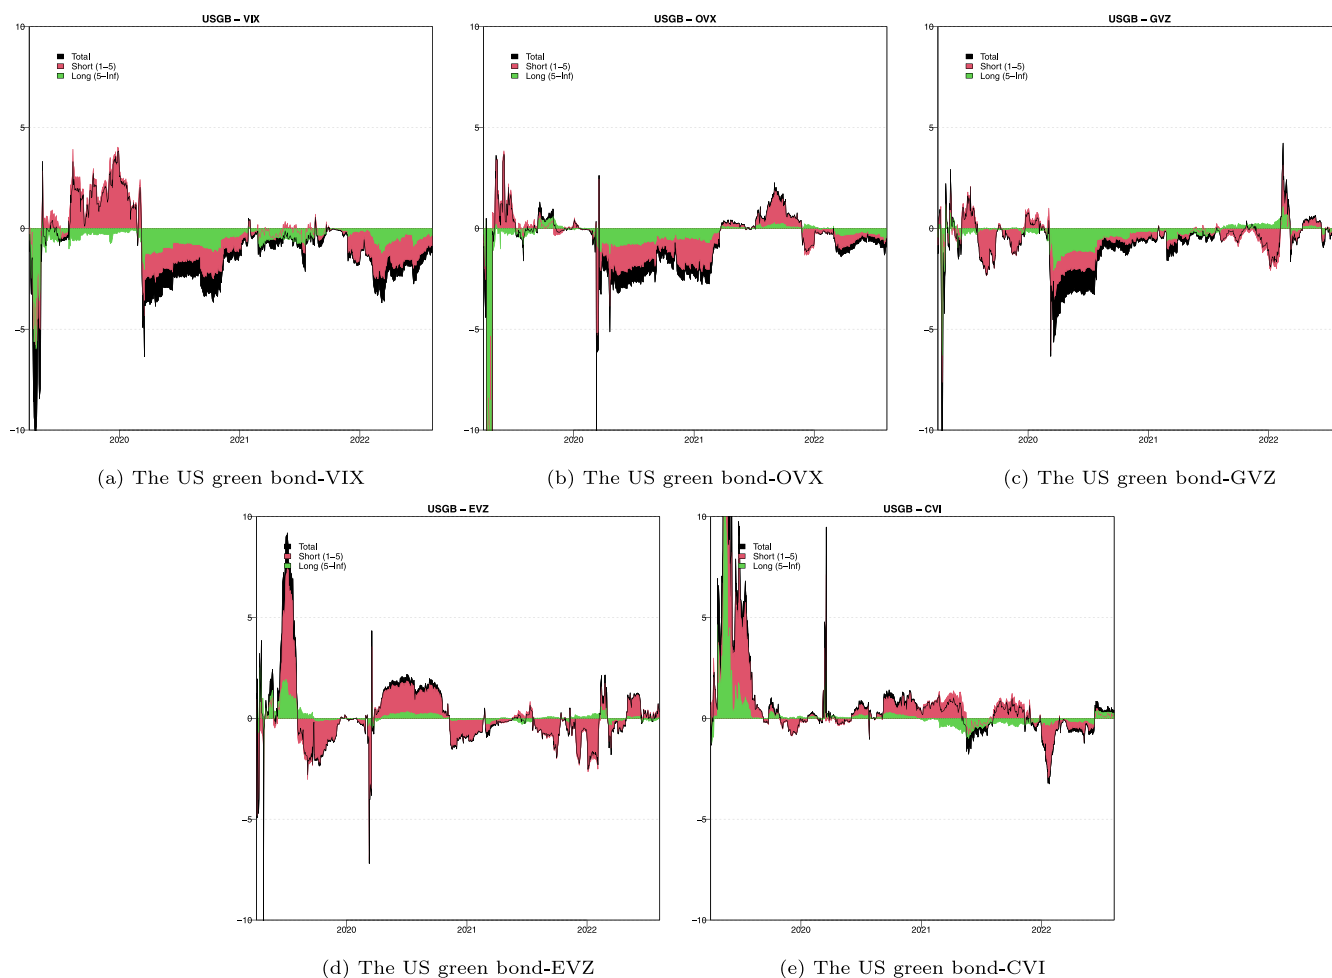 USGB – VIX
10
Total
Short (1–5)
Long (5–Inf)
5
0
−5
−10
2020 2021 2022
(a) The US green bond-VIX
USGB – OVX
10
Total
Short (1–5)
Long (5–Inf)
5
0
−5
−10
2020 2021 2022
(b) The US green bond-OVX
USGB – GVZ
10
Total
Short (1–5)
Long (5–Inf)
5
0
−5
−10
2020 2021 2022
(c) The US green bond-GVZ
USGB – EVZ
10
Total
Short (1–5)
Long (5–Inf)
5
0
−5
−10
2020 2021 2022
(d) The US green bond-EVZ
USGB – CVI
10
Total
Short (1–5)
Long (5–Inf)
5
0
−5
−10
2020 2021 2022
(e) The US green bond-CVI